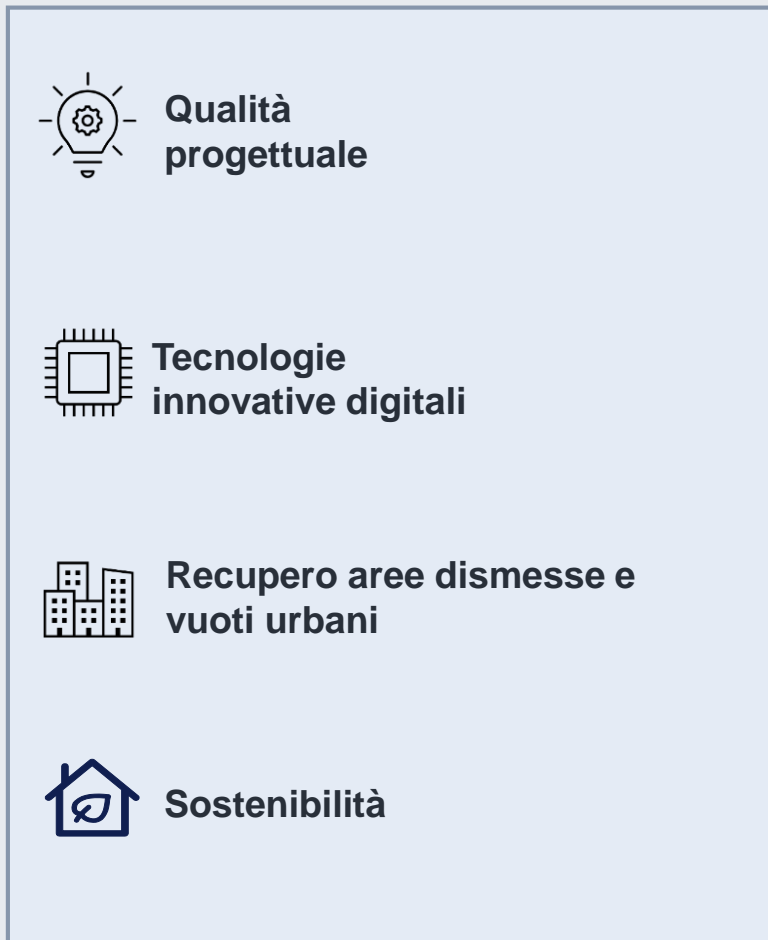 Qualità
progettuale
Tecnologie
innovative digitali
Recupero aree dismesse e
vuoti urbani
Sostenibilità